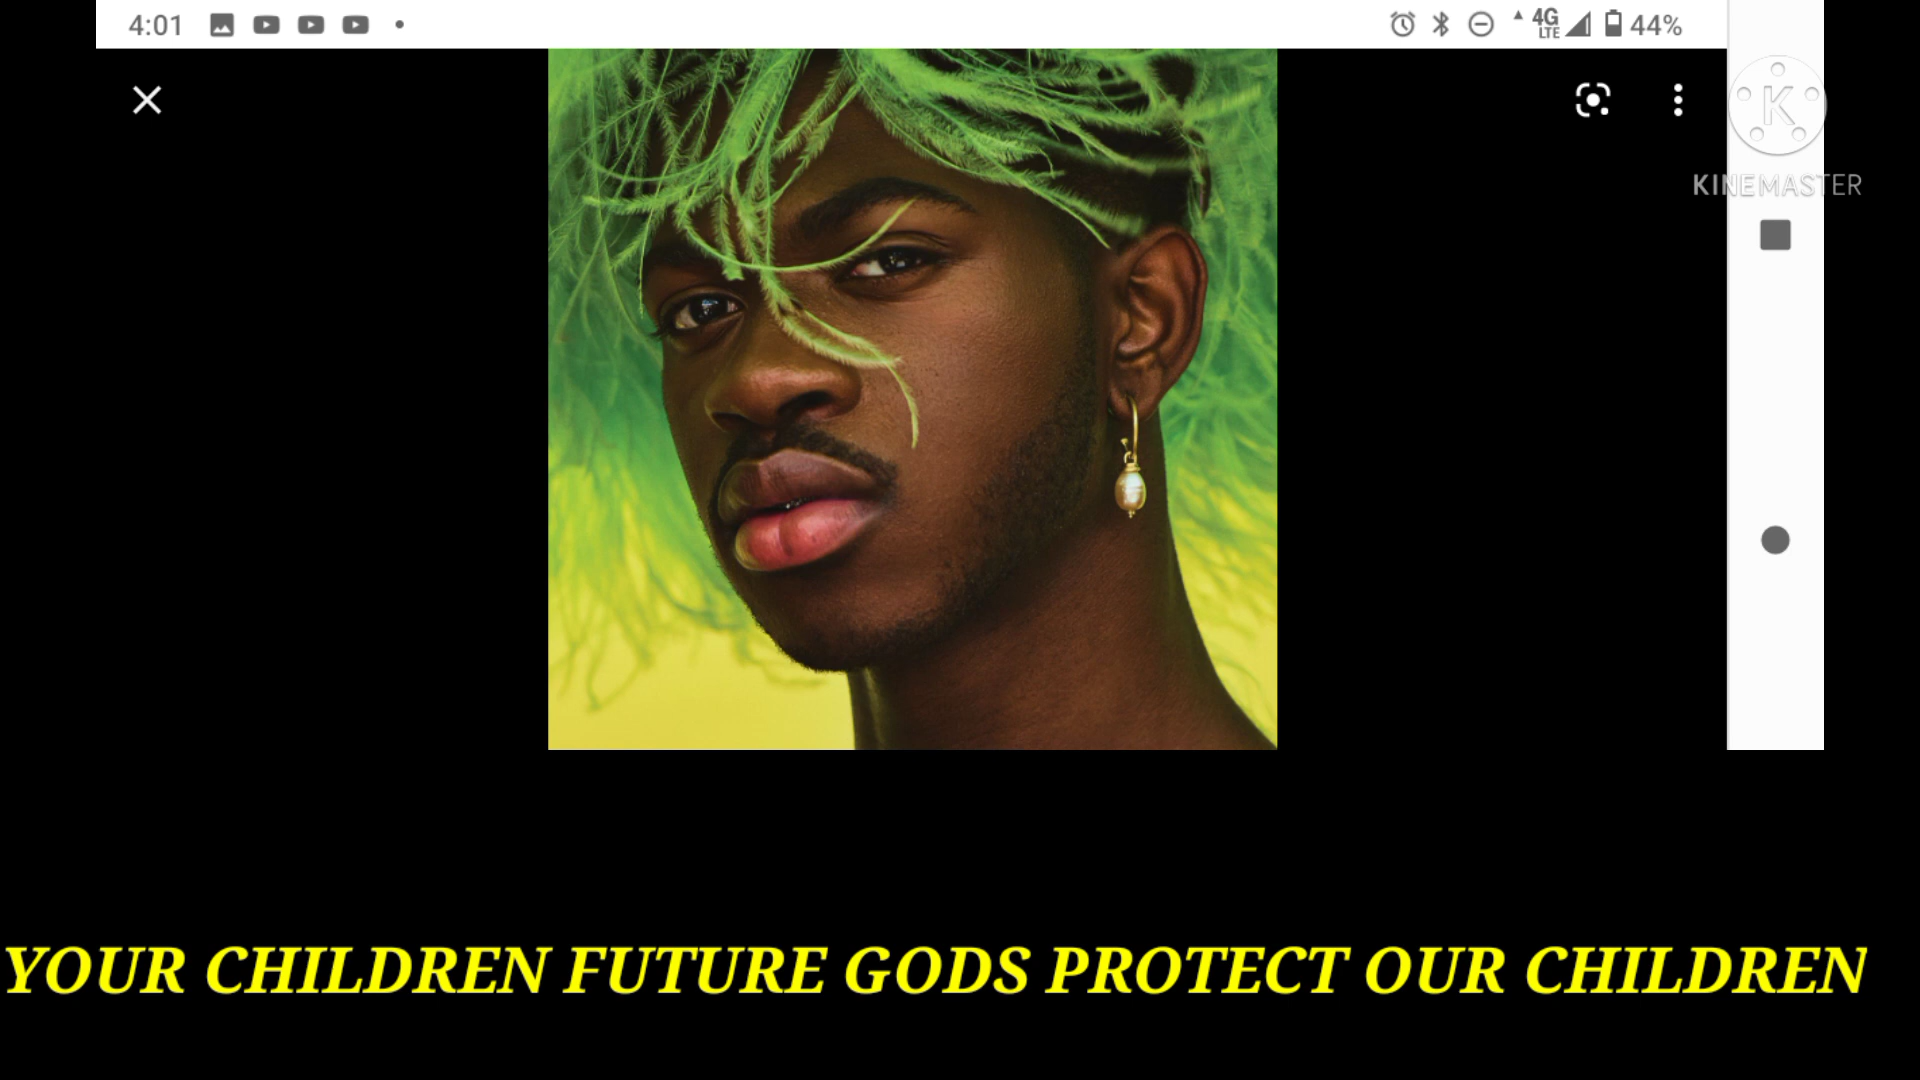 4:01
4G
LTE
44%
K
KINEMASTER
YOUR CHILDREN FUTURE GODS PROTECT OUR CHILDREN